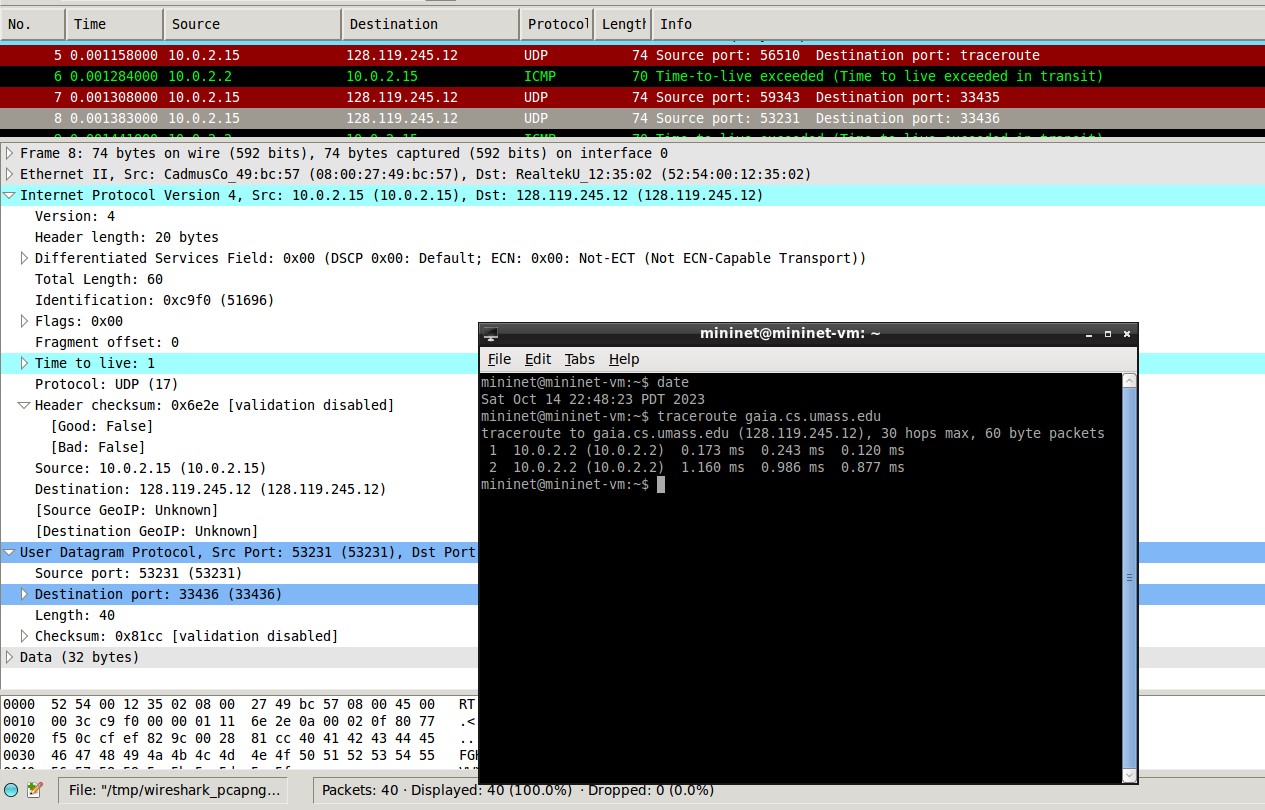 No. Time Source Destination Protocol Length Info
5 0.001158000 10.0.2.15 128.119.245.12 UDP 74 Source port: 56510 Destination port: traceroute
6 0.001284000 10.0.2.2 10.0.2.15 ICMP 70 Time-to-live exceeded (Time to live exceeded in transit)
7 0.001308000 10.0.2.15 128.119.245.12 UDP 74 Source port: 59343 Destination port: 33435
8 0.001383000 10.0.2.15 128.119.245.12 UDP 74 Source port: 53231 Destination port: 33436
Frame 8: 74 bytes on wire (592 bits), 74 bytes captured (592 bits) on interface 0
Ethernet II, Src: CadmusCo_49:bc:57 (08:00:27:49:bc:57), Dst: RealtekU_12:35:02 (52:54:00:12:35:02)
Internet Protocol Version 4, Src: 10.0.2.15 (10.0.2.15), Dst: 128.119.245.12 (128.119.245.12)
Version: 4
Header length: 20 bytes
Differentiated Services Field: 0x00 (DSCP 0x00: Default; ECN: 0x00: Not-ECT (Not ECN-Capable Transport))
Total Length: 60
Identification: 0xc9f0 (51696)
Flags: 0x00
Fragment offset: 0
Time to live: 1
Protocol: UDP (17)
Header checksum: 0x6e2e [validation disabled]
[Good: False]
[Bad: False]
Source: 10.0.2.15 (10.0.2.15)
Destination: 128.119.245.12 (128.119.245.12)
[Source GeoIP: Unknown]
[Destination GeoIP: Unknown]
User Datagram Protocol, Src Port: 53231 (53231), Dst Port
Source port: 53231 (53231)
Destination port: 33436 (33436)
Length: 40
Checksum: 0x81cc [validation disabled]
Data (32 bytes)
0000 52 54 00 12 35 02 08 00 27 49 bc 57 08 00 45 00 RT
0010 00 3c c9 f0 00 00 01 11 6e 2e 0a 00 02 0f 80 77 .<
0020 f5 0c cf ef 82 9c 00 28 81 cc 40 41 42 43 44 45 ..
0030 46 47 48 49 4a 4b 4c 4d 4e 4f 50 51 52 53 54 55 FGH
File: "/tmp/wireshark_pcapng...
Packets: 40 · Displayed: 40 (100.0%) · Dropped: 0 (0.0%)
mininet@mininet-vm: ~
File Edit Tabs Help
mininet@mininet-vm:~$ date
Sat Oct 14 22:48:23 PDT 2023
mininet@mininet-vm:~$ traceroute gaia.cs.umass.edu
traceroute to gaia.cs.umass.edu (128.119.245.12), 30 hops max, 60 byte packets
1 10.0.2.2 (10.0.2.2) 0.173 ms 0.243 ms 0.120 ms
2 10.0.2.2 (10.0.2.2) 1.160 ms 0.986 ms 0.877 ms
mininet@mininet-vm:~$